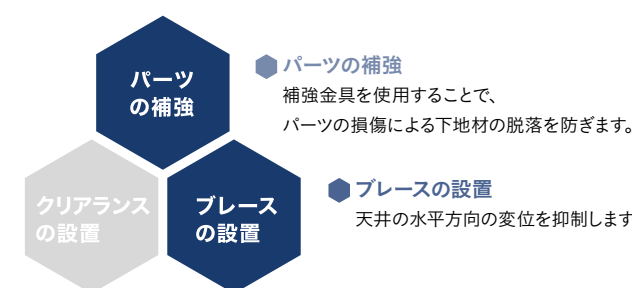 パーツ
の補強
パーツの補強
補強金具を使用することで、
パーツの損傷による下地材の脱落を防ぎます。
クリアランス
の設置
ブレース
の設置
ブレースの設置
天井の水平方向の変位を抑制します